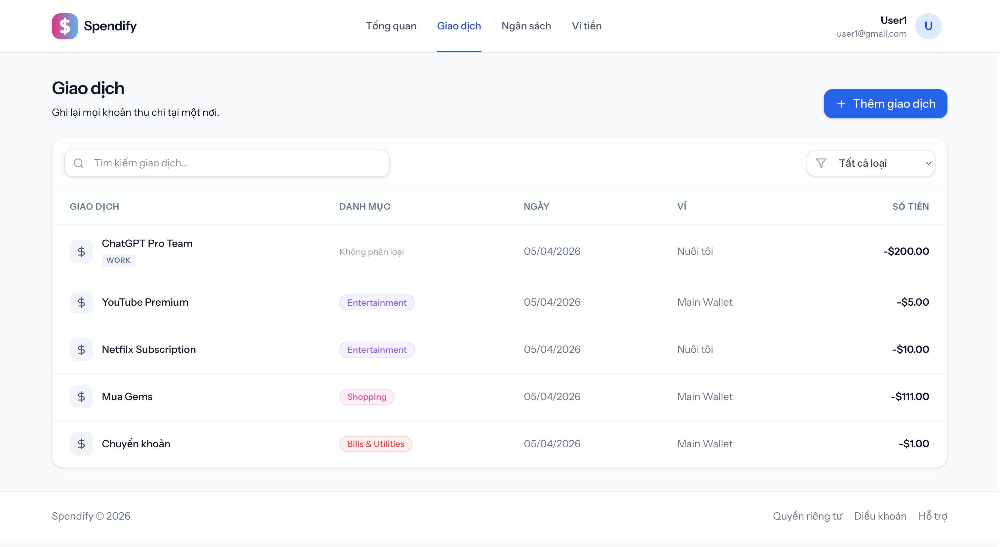 $ Spendify
Tổng quan Giao dịch Ngân sách Ví tiền
User1
user1@gmail.com
U
Giao dịch
Ghi lại mọi khoản thu chi tại một nơi.
+ Thêm giao dịch
Tìm kiếm giao dịch...
Tất cả loại
GIAO DỊCH DANH MỤC NGÀY VÍ SỐ TIỀN
$ ChatGPT Pro Team
WORK
Không phân loại 05/04/2026 Nuôi tôi -$200.00
$ YouTube Premium Entertainment 05/04/2026 Main Wallet -$5.00
$ Netfilx Subscription Entertainment 05/04/2026 Nuôi tôi -$10.00
$ Mua Gems Shopping 05/04/2026 Main Wallet -$111.00
$ Chuyển khoản Bills & Utilities 05/04/2026 Main Wallet -$1.00
Spendify © 2026
Quyền riêng tư Điều khoản Hỗ trợ